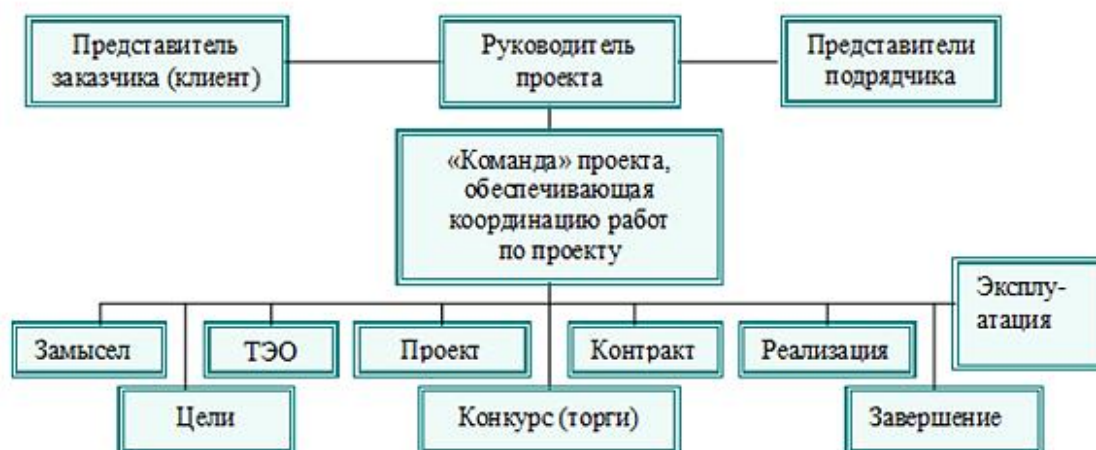 Представитель
заказчика (клиент)
Руководитель
проекта
Представители
подрядчика
«Команда» проекта,
обеспечивающая
координацию работ
по проекту
Эксплу-
атация
Замысел
ТЭО
Проект
Контракт
Реализация
Цели
Конкурс (торги)
Завершение